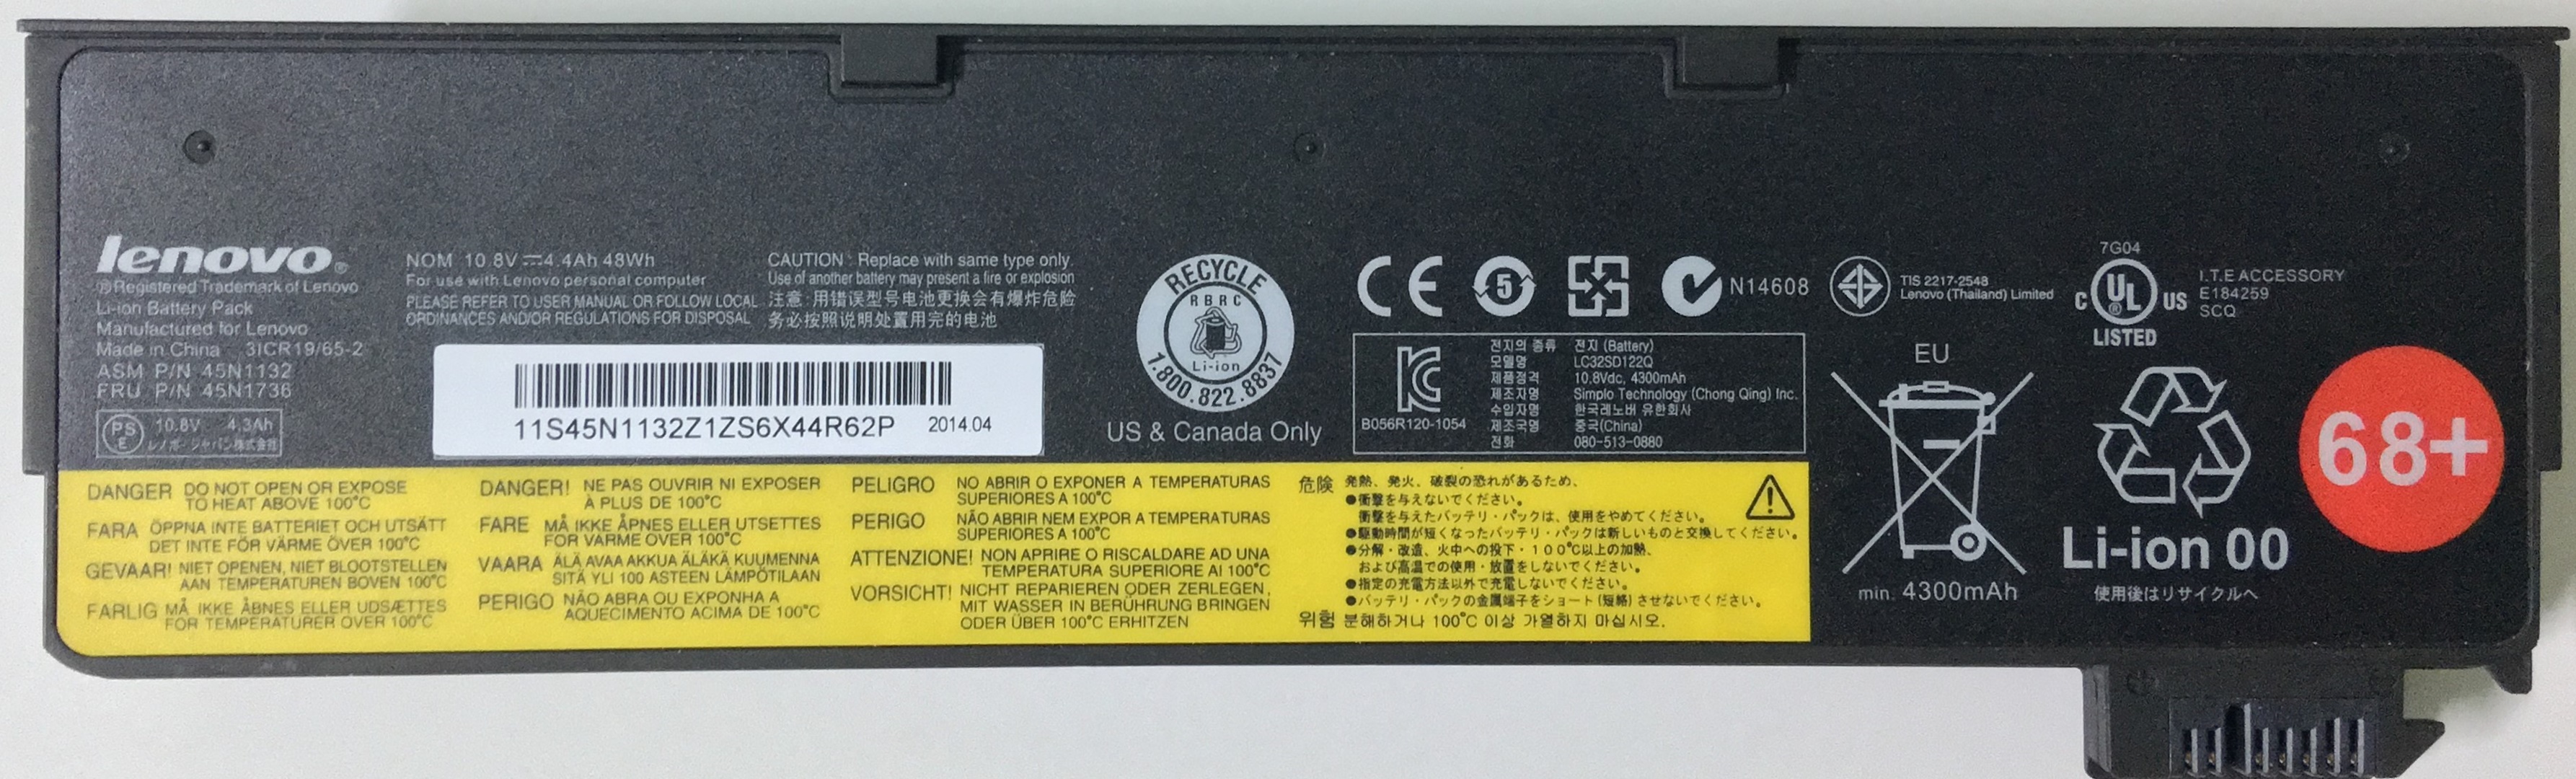 lenovo®
®Registered Trademark of Lenovo
Li-ion Battery Pack
Manufactured for Lenovo
Made in China 3ICR19/65-2
ASM P/N 45N1132
FRU P/N 45N1736
PS E
10.8V 4.3Ah
レノボ・ジャパン株式会社
NOM 10.8V ⎓4.4Ah 48Wh
For use with Lenovo personal computer
PLEASE REFER TO USER MANUAL OR FOLLOW LOCAL
ORDINANCES AND/OR REGULATIONS FOR DISPOSAL
CAUTION : Replace with same type only.
Use of another battery may present a fire or explosion
注意:用错误型号电池更换会有爆炸危险
务必按照说明处置用完的电池
11S45N1132Z1ZS6X44R62P 2014.04
RECYCLE
RBRC
Li-ion
1.800.822.8837
US & Canada Only
CE
5
N14608
TIS 2217-2548
Lenovo (Thailand) Limited
7G04
C UL US
LISTED
I.T.E ACCESSORY
E184259
SCQ
B056R120-1054
전지의 종류 전지 (Battery)
모델명 LC32SD122Q
제품정격 10.8Vdc, 4300mAh
제조자명 Simplo Technology (Chong Qing) Inc.
수입자명 한국레노버 유한회사
제조국명 중국(China)
전화 080-513-0880
EU
min. 4300mAh
Li-ion 00
使用後はリサイクルへ
68+
DANGER DO NOT OPEN OR EXPOSE
TO HEAT ABOVE 100°C
FARA ÖPPNA INTE BATTERIET OCH UTSÄTT
DET INTE FÖR VÄRME ÖVER 100°C
GEVAAR! NIET OPENEN, NIET BLOOTSTELLEN
AAN TEMPERATUREN BOVEN 100°C
FARLIG MÅ IKKE ÅBNES ELLER UDSÆTTES
FOR TEMPERATURER OVER 100°C
DANGER! NE PAS OUVRIR NI EXPOSER
À PLUS DE 100°C
FARE MÅ IKKE ÅPNES ELLER UTSETTES
FOR VARME OVER 100°C
VAARA ÄLÄ AVAA AKKUA ÄLÄKÄ KUUMENNA
SITÄ YLI 100 ASTEEN LÄMPÖTILAAN
PERIGO NÃO ABRA OU EXPONHA A
AQUECIMENTO ACIMA DE 100°C
PELIGRO NO ABRIR O EXPONER A TEMPERATURAS
SUPERIORES A 100°C
PERIGO NÃO ABRIR NEM EXPOR A TEMPERATURAS
SUPERIORES A 100°C
ATTENZIONE! NON APRIRE O RISCALDARE AD UNA
TEMPERATURA SUPERIORE AI 100°C
VORSICHT! NICHT REPARIEREN ODER ZERLEGEN,
MIT WASSER IN BERÜHRUNG BRINGEN
ODER ÜBER 100°C ERHITZEN
危険 発熱、発火、破裂の恐れがあるため、
●衝撃を与えないでください。
衝撃を与えたバッテリ・パックは、使用をやめてください。
●駆動時間が短くなったバッテリ・パックは新しいものと交換してください。
●分解・改造、火中への投下・100℃以上の加熱、
および高温での使用・放置をしないでください。
●指定の充電方法以外で充電しないでください。
●バッテリ・パックの金属端子をショート(短絡)させないでください。
위험 분해하거나 100°C 이상 가열하지 마십시오.